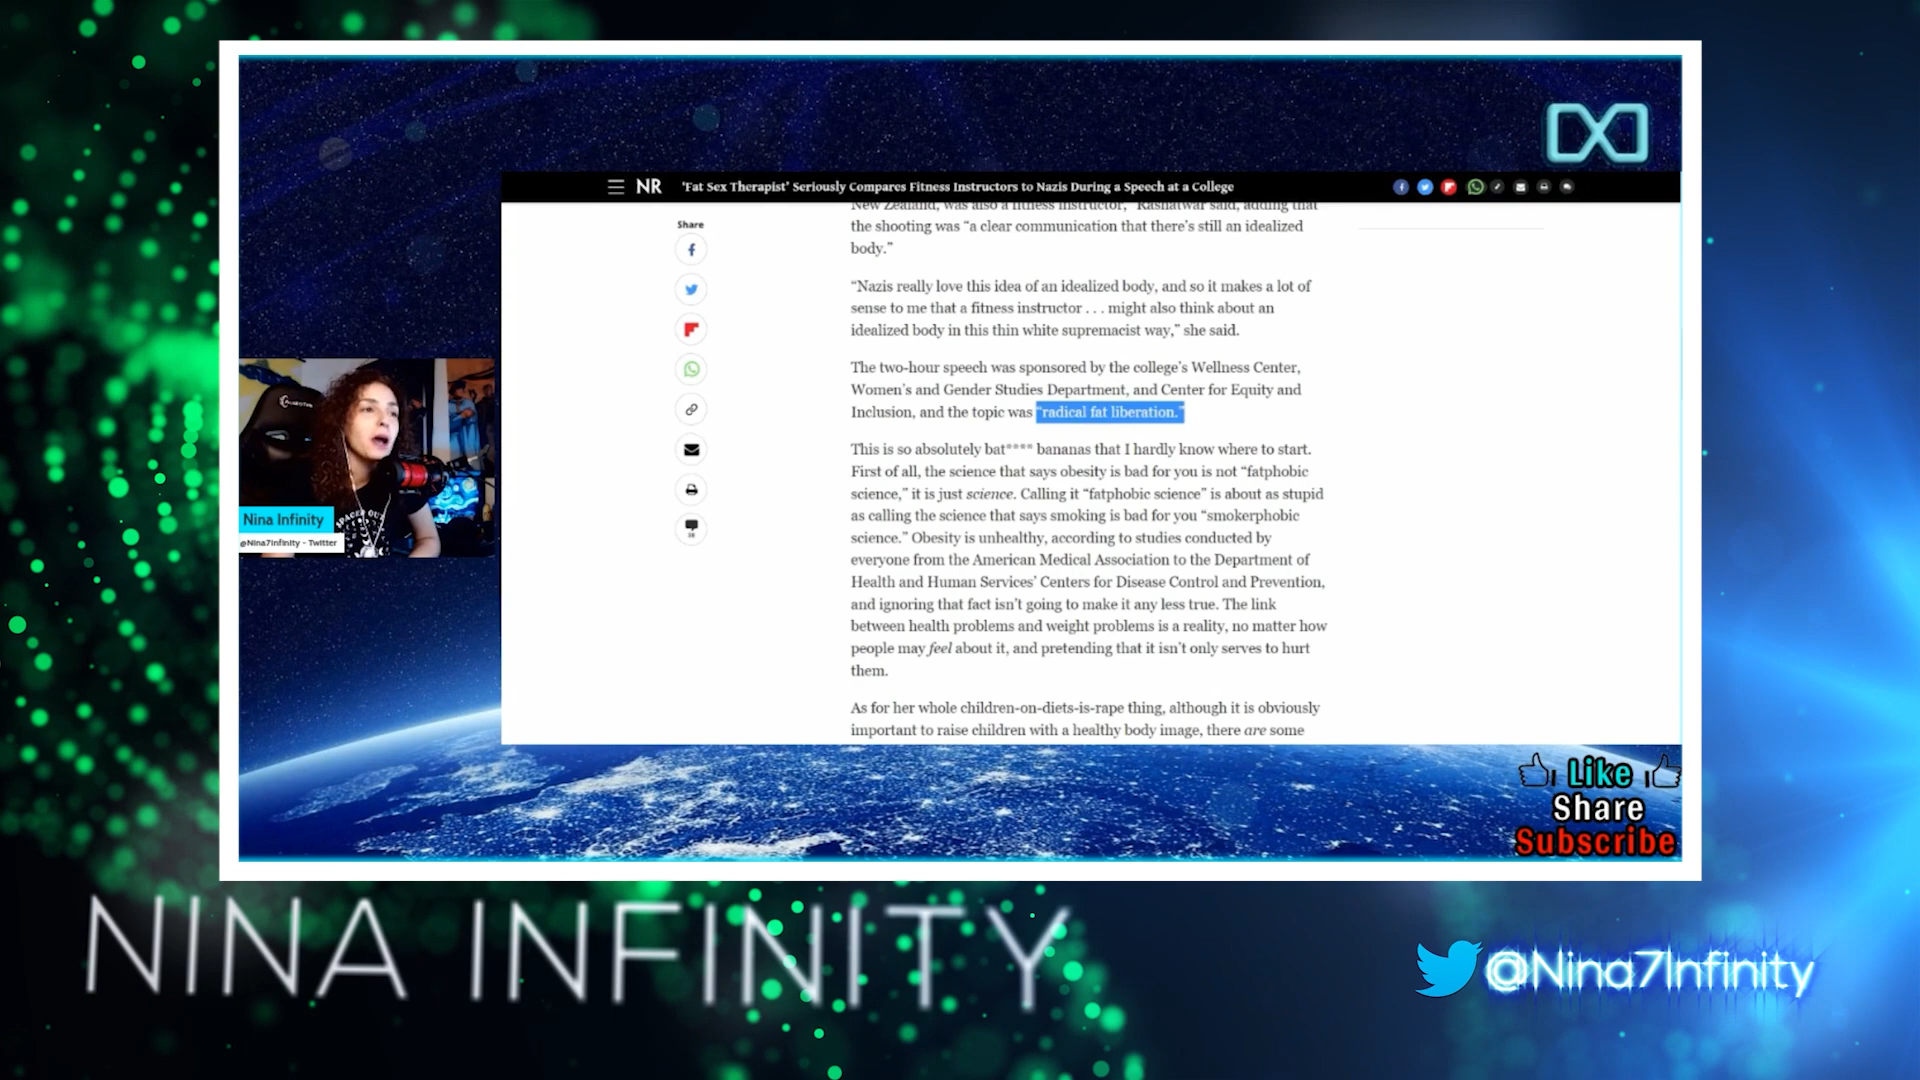 NR
'Fat Sex Therapist' Seriously Compares Fitness Instructors to Nazis During a Speech at a College
Share
New Zealand, was also a fitness instructor," Kashatwar said, adding that
the shooting was "a clear communication that there's still an idealized
body."
"Nazis really love this idea of an idealized body, and so it makes a lot of
sense to me that a fitness instructor . . . might also think about an
idealized body in this thin white supremacist way," she said.
The two-hour speech was sponsored by the college's Wellness Center,
Women's and Gender Studies Department, and Center for Equity and
Inclusion, and the topic was "radical fat liberation."
This is so absolutely bat**** bananas that I hardly know where to start.
First of all, the science that says obesity is bad for you is not "fatphobic
science," it is just science. Calling it "fatphobic science" is about as stupid
as calling the science that says smoking is bad for you "smokerphobic
science." Obesity is unhealthy, according to studies conducted by
everyone from the American Medical Association to the Department of
Health and Human Services' Centers for Disease Control and Prevention,
and ignoring that fact isn't going to make it any less true. The link
between health problems and weight problems is a reality, no matter how
people may feel about it, and pretending that it isn't only serves to hurt
them.
As for her whole children-on-diets-is-rape thing, although it is obviously
important to raise children with a healthy body image, there are some
SPACED OUT
Nina Infinity
@Nina7Infinity - Twitter
Like
Share
Subscribe
NINA INFINITY
@Nina7Infinity